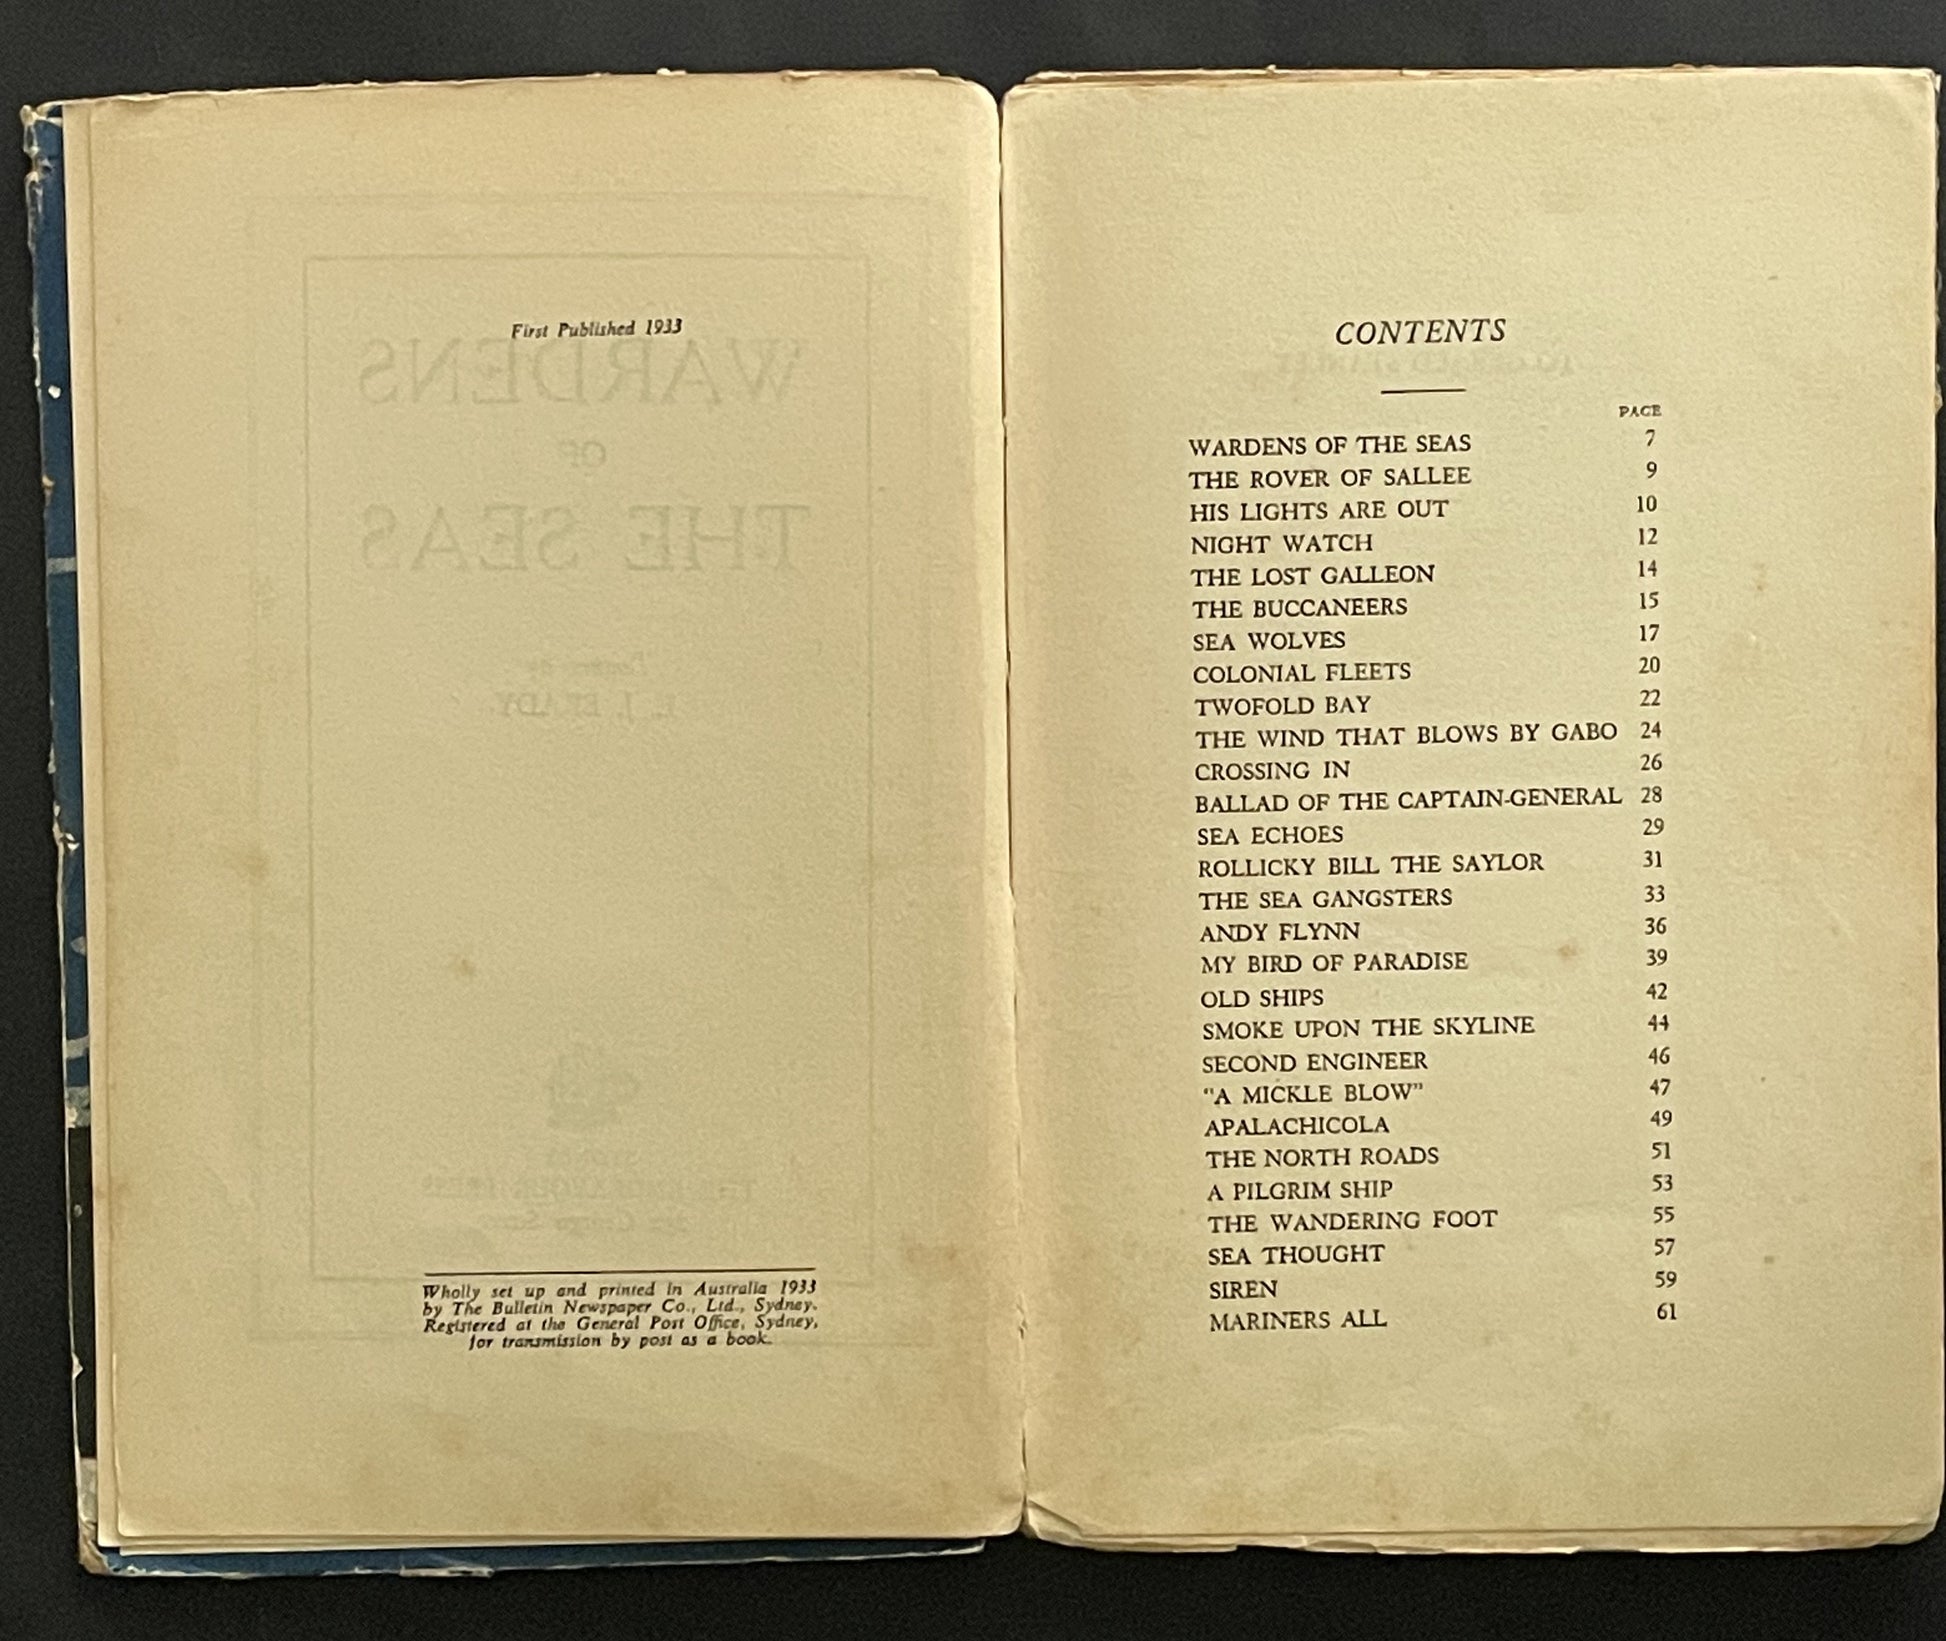 First Published 1933
WARDENS
OF
THE SEAS
Poems by
E. J. BRADY
Wholly set up and printed in Australia 1933
by The Bulletin Newspaper Co., Ltd., Sydney.
Registered at the General Post Office, Sydney,
for transmission by post as a book.
CONTENTS
PAGE
WARDENS OF THE SEAS 7
THE ROVER OF SALLEE 9
HIS LIGHTS ARE OUT 10
NIGHT WATCH 12
THE LOST GALLEON 14
THE BUCCANEERS 15
SEA WOLVES 17
COLONIAL FLEETS 20
TWOFOLD BAY 22
THE WIND THAT BLOWS BY GABO 24
CROSSING IN 26
BALLAD OF THE CAPTAIN-GENERAL 28
SEA ECHOES 29
ROLLICKY BILL THE SAYLOR 31
THE SEA GANGSTERS 33
ANDY FLYNN 36
MY BIRD OF PARADISE 39
OLD SHIPS 42
SMOKE UPON THE SKYLINE 44
SECOND ENGINEER 46
"A MICKLE BLOW" 47
APALACHICOLA 49
THE NORTH ROADS 51
A PILGRIM SHIP 53
THE WANDERING FOOT 55
SEA THOUGHT 57
SIREN 59
MARINERS ALL 61